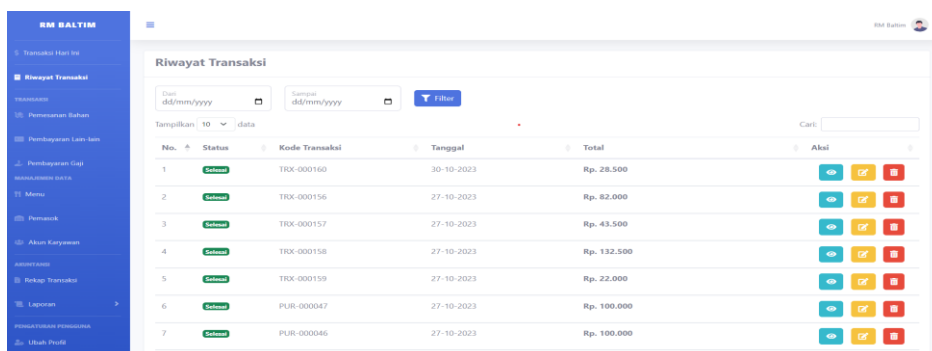 RM BALTIM
RM Baltim
Transaksi Hari Ini
Riwayat Transaksi
TRANSAKSI
Pemesanan Bahan
Pembayaran Lain-lain
Pembayaran Gaji
MANAJEMEN DATA
Menu
Pemasok
Akun Karyawan
AKUNTANSI
Rekap Transaksi
Laporan
PENGATURAN PENGGUNA
Ubah Profil
Riwayat Transaksi
Dari Sampai
dd/mm/yyyy dd/mm/yyyy Filter
Tampilkan 10 data Cari:
No. Status Kode Transaksi Tanggal Total Aksi
1 Selesai TRX-000160 30-10-2023 Rp. 28.500
2 Selesai TRX-000156 27-10-2023 Rp. 82.000
3 Selesai TRX-000157 27-10-2023 Rp. 43.500
4 Selesai TRX-000158 27-10-2023 Rp. 132.500
5 Selesai TRX-000159 27-10-2023 Rp. 22.000
6 Selesai PUR-000047 27-10-2023 Rp. 100.000
7 Selesai PUR-000046 27-10-2023 Rp. 100.000